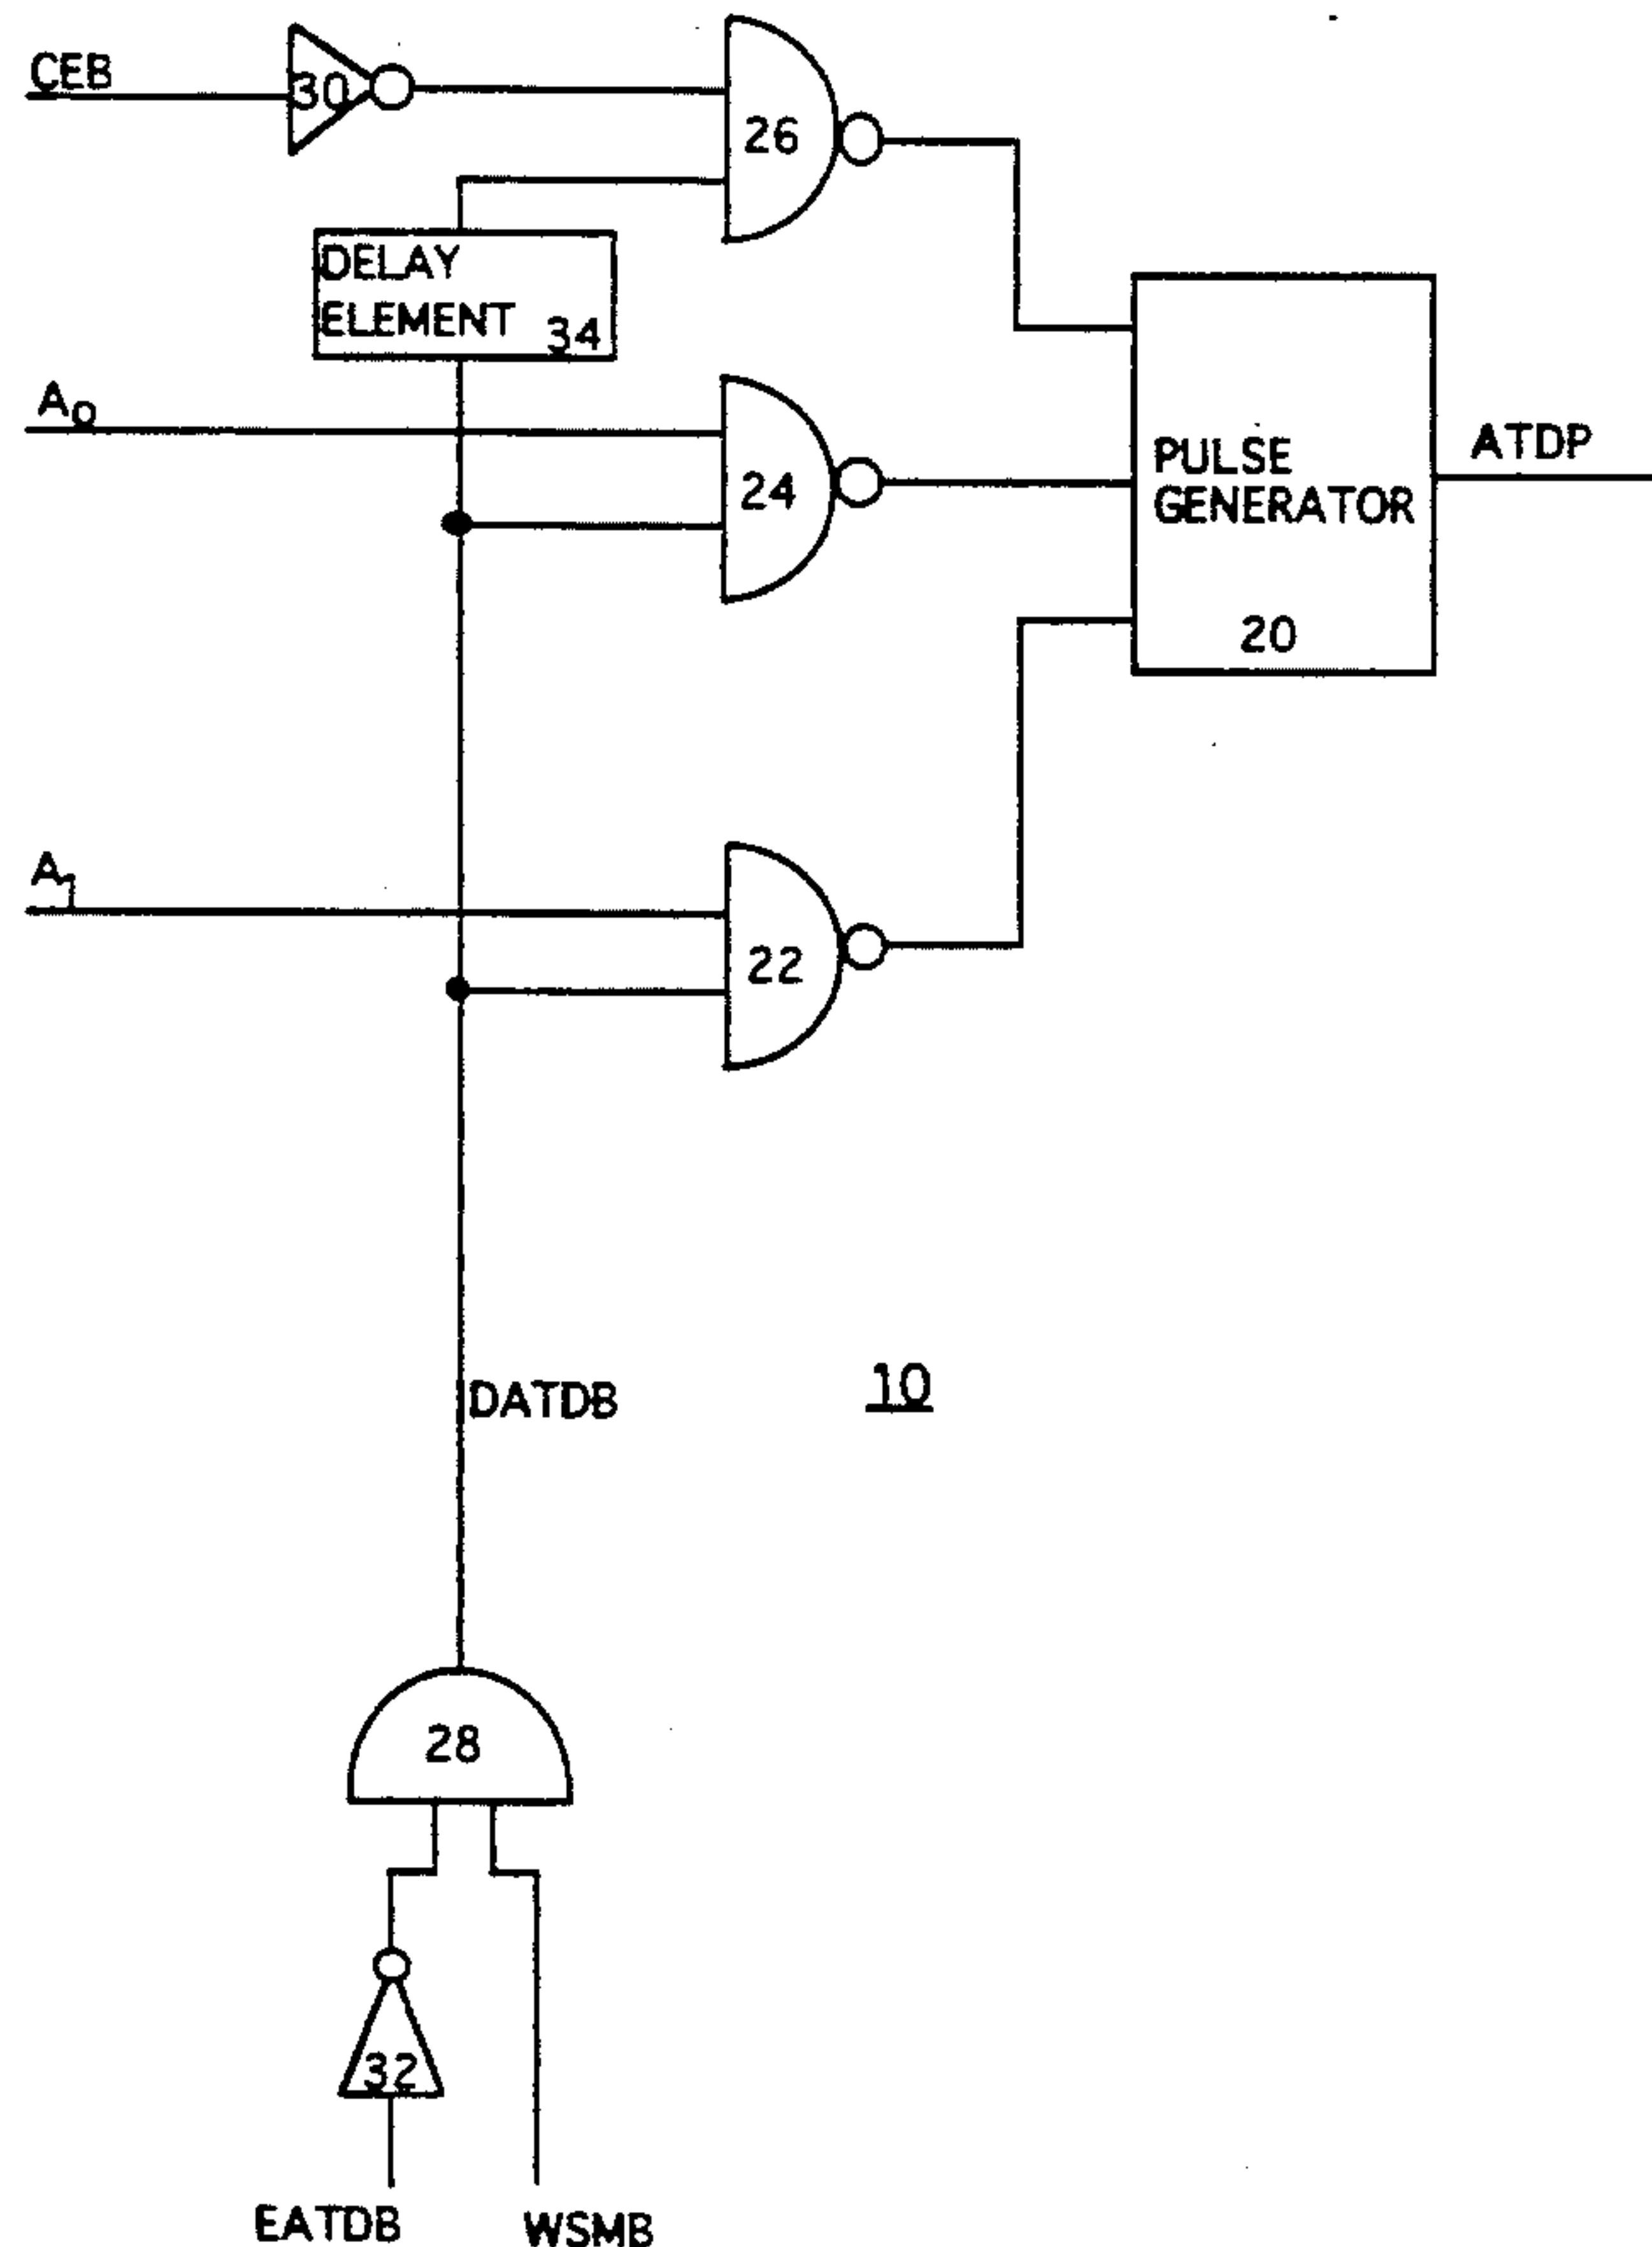 CEB
30
26
DELAY
ELEMENT 34
A0
24
PULSE
GENERATOR
20
ATDP
A1
22
DATDB
10
28
32
EATDB
WSMB